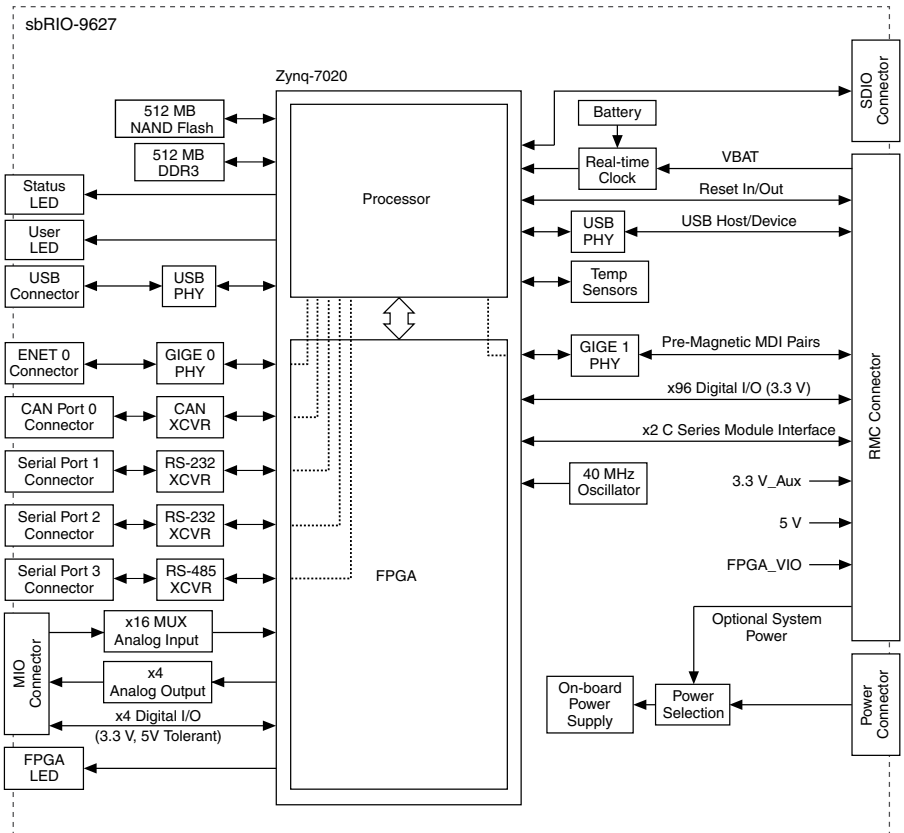 sbRIO-9627
Zynq-7020
512 MB
NAND Flash
512 MB
DDR3
Status
LED
User
LED
USB
Connector
USB
PHY
ENET 0
Connector
GIGE 0
PHY
CAN Port 0
Connector
CAN
XCVR
Serial Port 1
Connector
RS-232
XCVR
Serial Port 2
Connector
RS-232
XCVR
Serial Port 3
Connector
RS-485
XCVR
MIO
Connector
x16 MUX
Analog Input
x4
Analog Output
x4 Digital I/O
(3.3 V, 5V Tolerant)
FPGA
LED
Processor
FPGA
SDIO
Connector
Battery
Real-time
Clock
VBAT
Reset In/Out
USB
PHY
USB Host/Device
Temp
Sensors
GIGE 1
PHY
Pre-Magnetic MDI Pairs
x96 Digital I/O (3.3 V)
x2 C Series Module Interface
40 MHz
Oscillator
3.3 V_Aux
5 V
FPGA_VIO
RMC Connector
Optional System
Power
On-board
Power
Supply
Power
Selection
Power
Connector